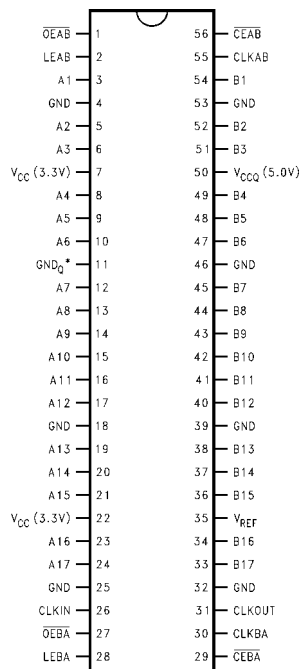 O̅E̅A̅B̅ 1 56 C̅E̅A̅B̅
LEAB 2 55 CLKAB
A1 3 54 B1
GND 4 53 GND
A2 5 52 B2
A3 6 51 B3
VCC (3.3V) 7 50 VCCQ (5.0V)
A4 8 49 B4
A5 9 48 B5
A6 10 47 B6
GNDQ* 11 46 GND
A7 12 45 B7
A8 13 44 B8
A9 14 43 B9
A10 15 42 B10
A11 16 41 B11
A12 17 40 B12
GND 18 39 GND
A13 19 38 B13
A14 20 37 B14
A15 21 36 B15
VCC (3.3V) 22 35 VREF
A16 23 34 B16
A17 24 33 B17
GND 25 32 GND
CLKIN 26 31 CLKOUT
O̅E̅B̅A̅ 27 30 CLKBA
LEBA 28 29 C̅E̅B̅A̅